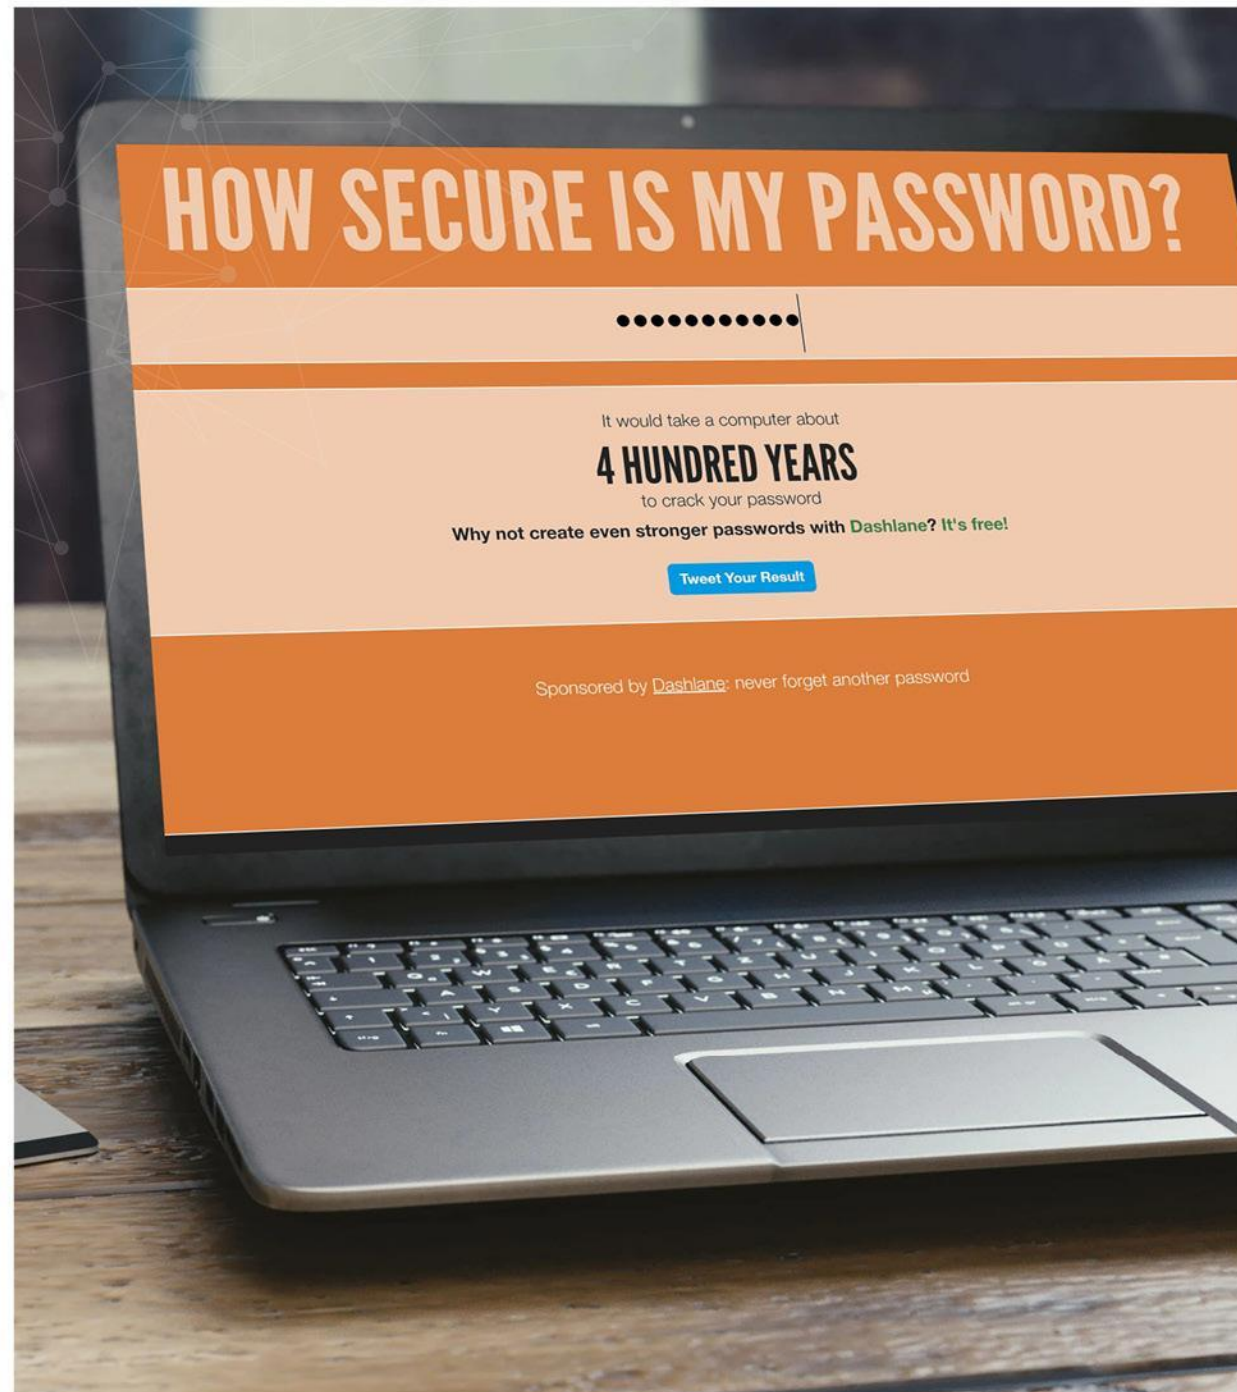 HOW SECURE IS MY PASSWORD?
•••••••••••
It would take a computer about
4 HUNDRED YEARS
to crack your password
Why not create even stronger passwords with Dashlane? It's free!
Tweet Your Result
Sponsored by Dashlane: never forget another password